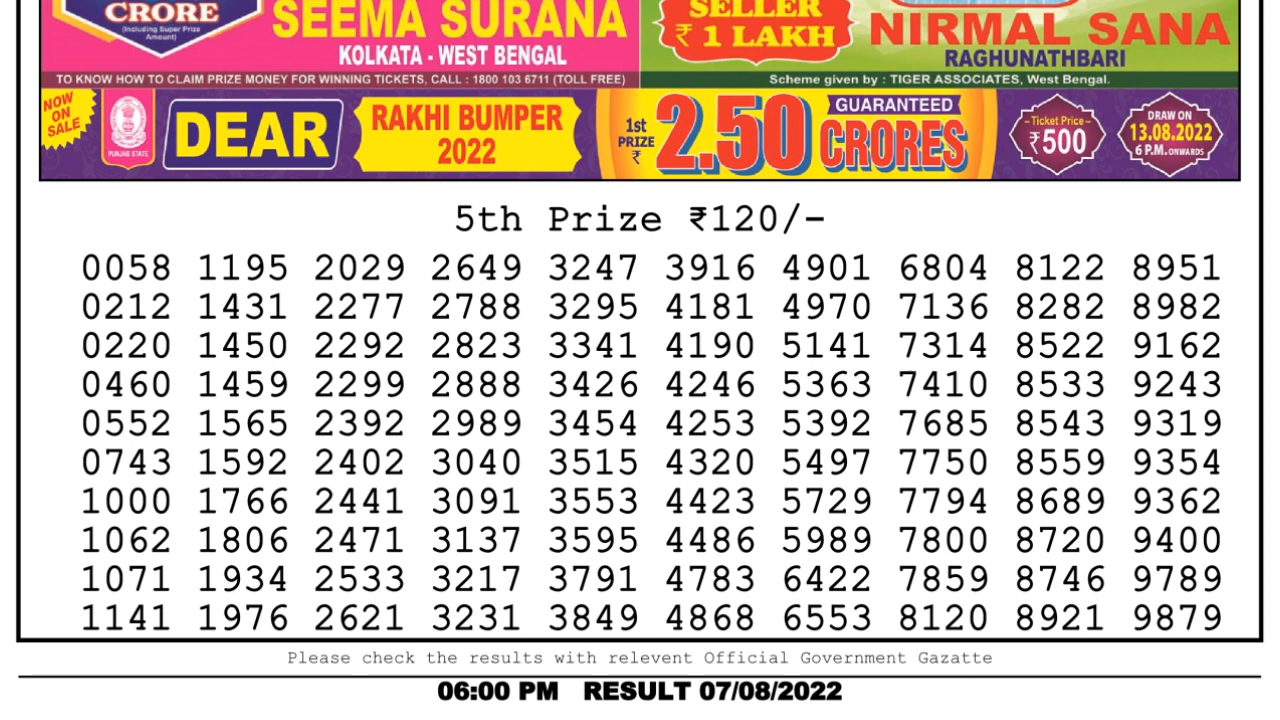 CRORE
(Including Super Prize
Amount)
SEEMA SURANA
KOLKATA - WEST BENGAL
SELLER
₹ 1 LAKH
NIRMAL SANA
RAGHUNATHBARI
TO KNOW HOW TO CLAIM PRIZE MONEY FOR WINNING TICKETS, CALL : 1800 103 6711 (TOLL FREE)
Scheme given by : TIGER ASSOCIATES, West Bengal.
NOW
ON
SALE
PUNJAB STATE
DEAR
RAKHI BUMPER
2022
1st
PRIZE
₹
2.50
GUARANTEED
CRORES
Ticket Price
₹500
DRAW ON
13.08.2022
6 P.M. ONWARDS
5th Prize ₹120/-
0058 1195 2029 2649 3247 3916 4901 6804 8122 8951
0212 1431 2277 2788 3295 4181 4970 7136 8282 8982
0220 1450 2292 2823 3341 4190 5141 7314 8522 9162
0460 1459 2299 2888 3426 4246 5363 7410 8533 9243
0552 1565 2392 2989 3454 4253 5392 7685 8543 9319
0743 1592 2402 3040 3515 4320 5497 7750 8559 9354
1000 1766 2441 3091 3553 4423 5729 7794 8689 9362
1062 1806 2471 3137 3595 4486 5989 7800 8720 9400
1071 1934 2533 3217 3791 4783 6422 7859 8746 9789
1141 1976 2621 3231 3849 4868 6553 8120 8921 9879
Please check the results with relevent Official Government Gazatte
06:00 PM RESULT 07/08/2022